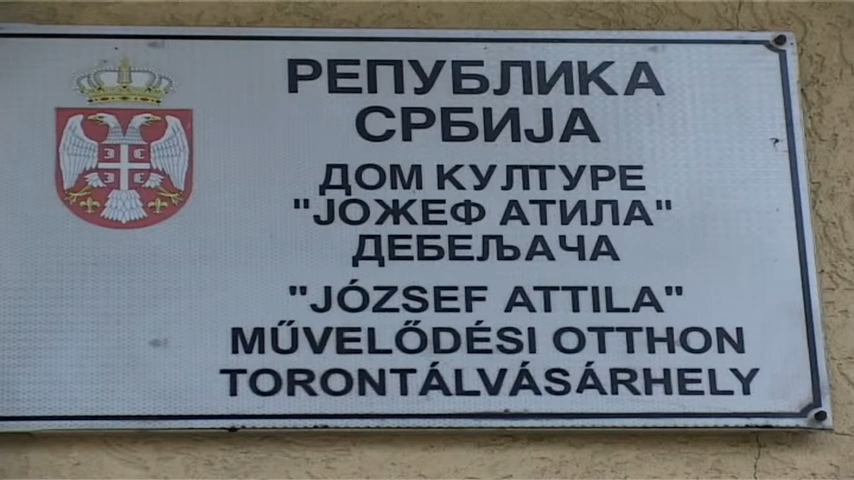 РЕПУБЛИКА
СРБИЈА
ДОМ КУЛТУРЕ
"ЈОЖЕФ АТИЛА"
ДЕБЕЉАЧА
"JÓZSEF ATTILA"
MŰVELŐDÉSI OTTHON
TORONTÁLVÁSÁRHELY